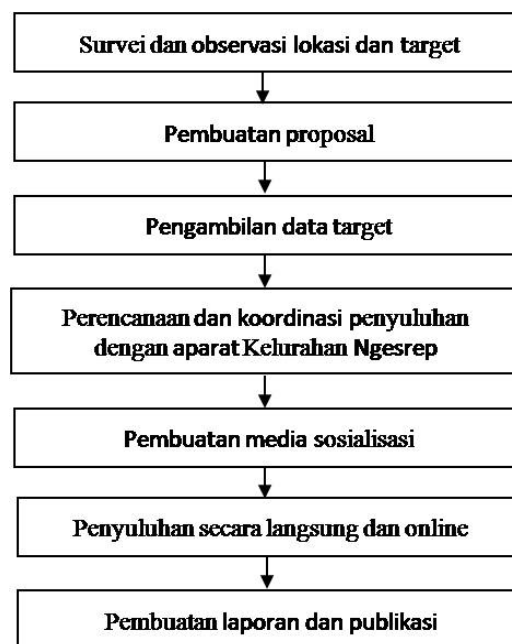 Survei dan observasi lokasi dan target
Pembuatan proposal
Pengambilan data target
Perencanaan dan koordinasi penyuluhan
dengan aparat Kelurahan Ngesrep
Pembuatan media sosialisasi
Penyuluhan secara langsung dan online
Pembuatan laporan dan publikasi